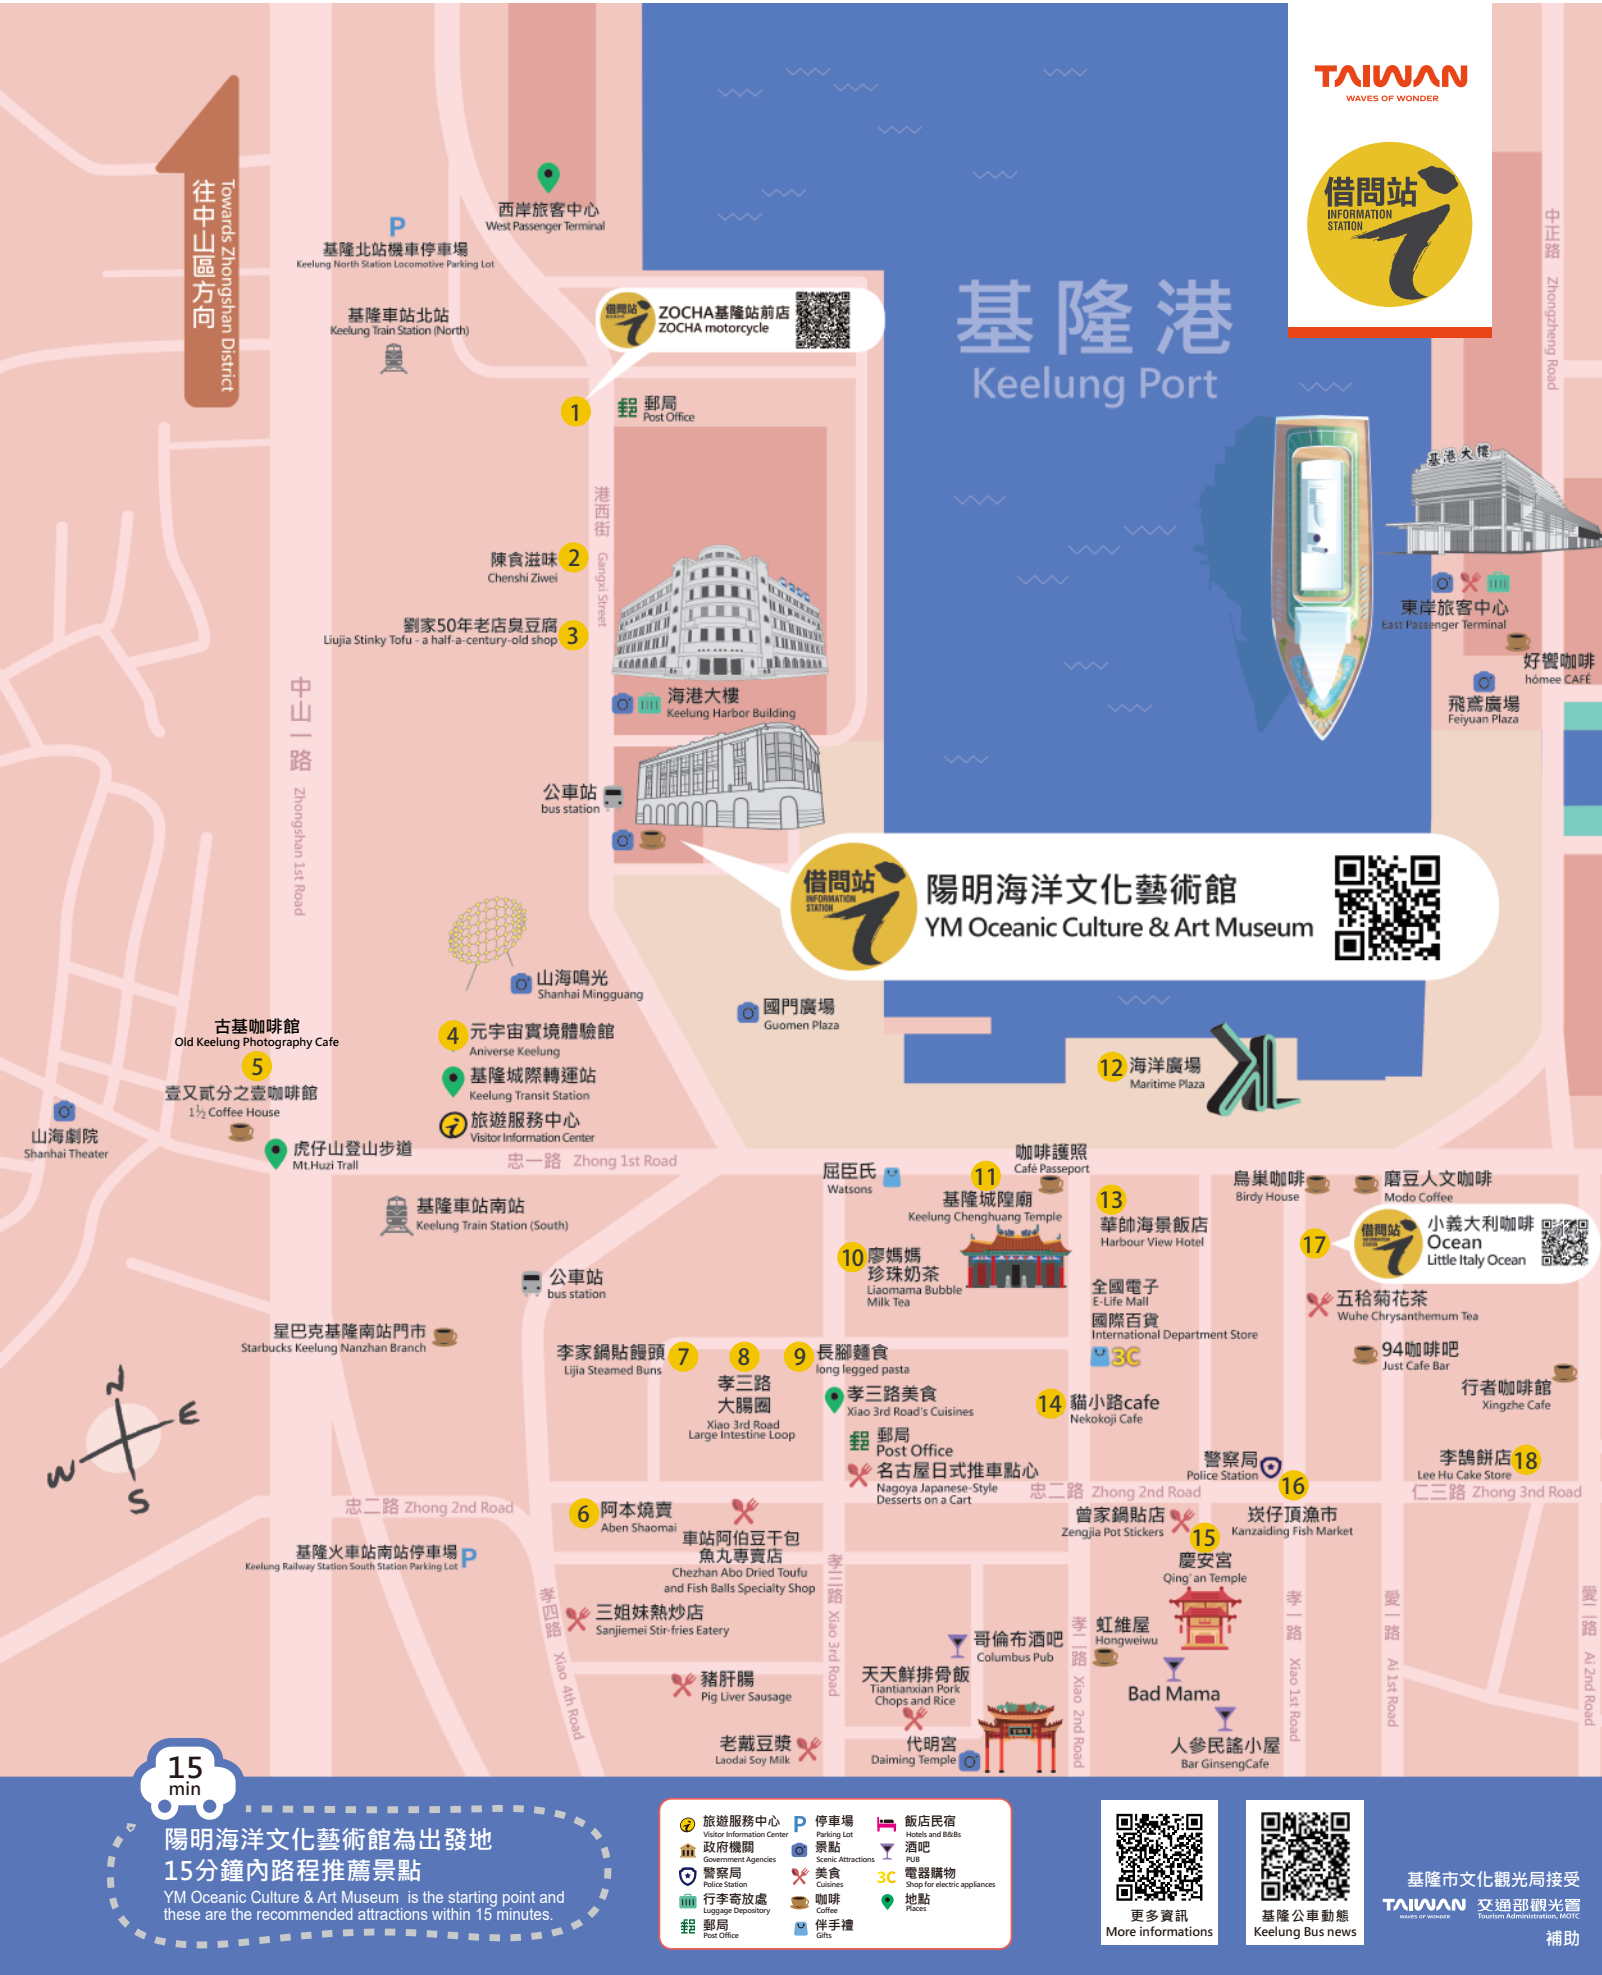 TAIWAN
WAVES OF WONDER
借問站
INFORMATION
STATION
往中山區方向
Towards Zhongshan District
西岸旅客中心
West Passenger Terminal
P
基隆北站機車停車場
Keelung North Station Locomotive Parking Lot
基隆車站北站
Keelung Train Station (North)
借問站
ZOCHA基隆站前店
ZOCHA motorcycle
基隆港
Keelung Port
中正路 Zhongzheng Road
1
郵局
Post Office
港西街 Gangxi Street
基港大樓
陳食滋味
2
Chenshi Ziwei
劉家50年老店臭豆腐
Liujia Stinky Tofu - a half-a-century-old shop
3
東岸旅客中心
East Passenger Terminal
好饗咖啡
hómee CAFÉ
飛鳶廣場
Feiyuan Plaza
中山一路 Zhongshan 1st Road
海港大樓
Keelung Harbor Building
公車站
bus station
借問站
INFORMATION
STATION
陽明海洋文化藝術館
YM Oceanic Culture & Art Museum
山海鳴光
Shanhai Mingguang
國門廣場
Guomen Plaza
古基咖啡館
Old Keelung Photography Cafe
5
壹又貳分之壹咖啡館
1½ Coffee House
4
元宇宙實境體驗館
Aniverse Keelung
基隆城際轉運站
Keelung Transit Station
旅遊服務中心
Visitor Information Center
12
海洋廣場
Maritime Plaza
山海劇院
Shanhai Theater
虎仔山登山步道
Mt.Huzi Trall
忠一路 Zhong 1st Road
基隆車站南站
Keelung Train Station (South)
屈臣氏
Watsons
11
基隆城隍廟
Keelung Chenghuang Temple
咖啡護照
Café Passeport
13
華帥海景飯店
Harbour View Hotel
鳥巢咖啡
Birdy House
磨豆人文咖啡
Modo Coffee
17
借問站
INFORMATION
STATION
小義大利咖啡
Ocean
Little Italy Ocean
10
廖媽媽
珍珠奶茶
Liaomama Bubble
Milk Tea
公車站
bus station
全國電子
E-Life Mall
國際百貨
International Department Store
3C
五秴菊花茶
Wuhe Chrysanthemum Tea
94咖啡吧
Just Cafe Bar
行者咖啡館
Xingzhe Cafe
星巴克基隆南站門市
Starbucks Keelung Nanzhan Branch
李家鍋貼饅頭
Lijia Steamed Buns
7
8
孝三路
大腸圈
Xiao 3rd Road
Large Intestine Loop
9
長腳麵食
long legged pasta
孝三路美食
Xiao 3rd Road's Cuisines
郵局
Post Office
名古屋日式推車點心
Nagoya Japanese-Style
Desserts on a Cart
14
貓小路cafe
Nekokoji Cafe
N
E
W
S
警察局
Police Station
16
崁仔頂漁市
Kanzaiding Fish Market
李鵠餅店
Lee Hu Cake Store
18
忠二路 Zhong 2nd Road
忠二路 Zhong 2nd Road
仁三路 Zhong 3rd Road
6
阿本燒賣
Aben Shaomai
車站阿伯豆干包
魚丸專賣店
Chezhan Abo Dried Toufu
and Fish Balls Specialty Shop
曾家鍋貼店
Zengjia Pot Stickers
15
慶安宮
Qing'an Temple
基隆火車站南站停車場
Keelung Railway Station South Station Parking Lot
P
孝四路 Xiao 4th Road
孝三路 Xiao 3rd Road
孝二路 Xiao 2nd Road
孝一路 Xiao 1st Road
愛一路 Ai 1st Road
愛二路 Ai 2nd Road
三姐妹熱炒店
Sanjiemei Stir-fries Eatery
豬肝腸
Pig Liver Sausage
老戴豆漿
Laodai Soy Milk
哥倫布酒吧
Columbus Pub
天天鮮排骨飯
Tiantianxian Pork
Chops and Rice
代明宮
Daiming Temple
虹維屋
Hongweiwu
Bad Mama
人參民謠小屋
Bar GinsengCafe
15
min
陽明海洋文化藝術館為出發地
15分鐘內路程推薦景點
YM Oceanic Culture & Art Museum is the starting point and
these are the recommended attractions within 15 minutes.
旅遊服務中心
Visitor Information Center
政府機關
Government Agencies
警察局
Police Station
行李寄放處
Luggage Depository
郵局
Post Office
P
停車場
Parking Lot
景點
Scenic Attractions
美食
Cuisines
咖啡
Coffee
伴手禮
Gifts
飯店民宿
Hotels and B&Bs
酒吧
PUB
3C
電器購物
Shop for electric appliances
地點
Places
更多資訊
More informations
基隆公車動態
Keelung Bus news
基隆市文化觀光局接受
TAIWAN
WAVES OF WONDER
交通部觀光署
Tourism Administration, MOTC
補助